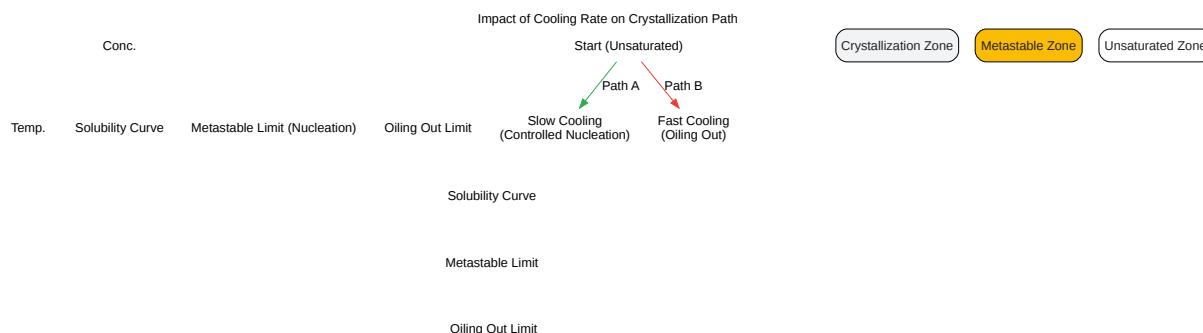 Impact of Cooling Rate on Crystallization Path
Conc.
Start (Unsaturated)
Crystallization Zone
Metastable Zone
Unsaturated Zone
Path A
Path B
Temp.
Solubility Curve
Metastable Limit (Nucleation)
Oiling Out Limit
Slow Cooling
(Controlled Nucleation)
Fast Cooling
(Oiling Out)
Solubility Curve
Metastable Limit
Oiling Out Limit